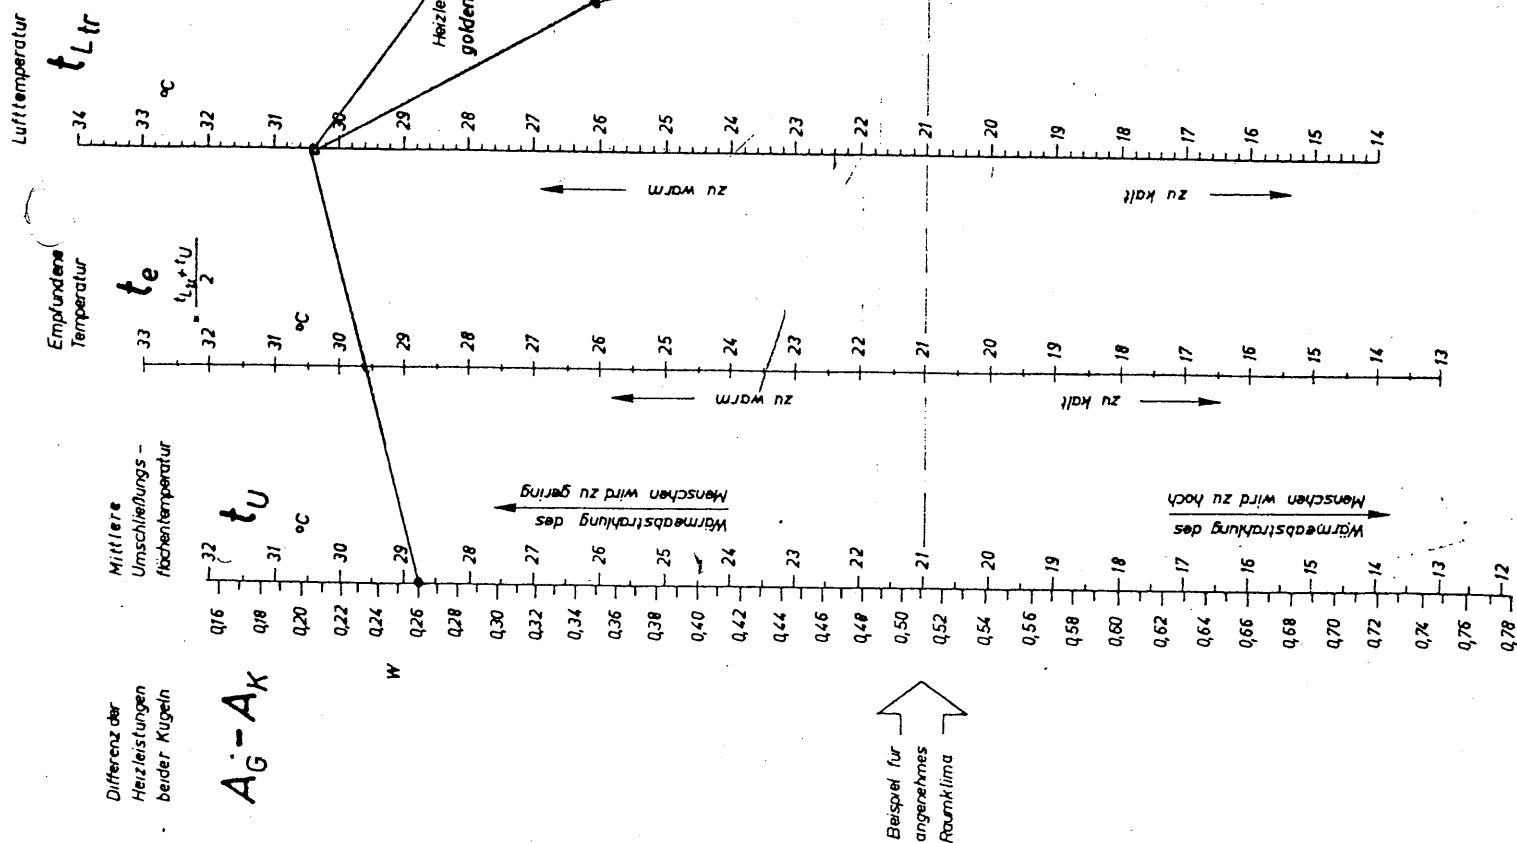 Lufttemperatur
t_Ltr
°C
34 33 32 31 30 29 28 27 26 25 24 23 22 21 20 19 18 17 16 15 14
zu warm
zu kalt
Heizle
golden
Empfundene
Temperatur
t_e
= t_Ltr + t_U
2
°C
33 32 31 30 29 28 27 26 25 24 23 22 21 20 19 18 17 16 15 14 13
zu warm
zu kalt
Mittlere
Umschließungs-
flächentemperatur
t_U
°C
32 31 30 29 28 27 26 25 24 23 22 21 20 19 18 17 16 15 14 13 12
Wärmeabstrahlung des
Menschen wird zu gering
Wärmeabstrahlung des
Menschen wird zu hoch
0,16 0,18 0,20 0,22 0,24 0,26 0,28 0,30 0,32 0,34 0,36 0,38 0,40 0,42 0,44 0,46 0,48 0,50 0,52 0,54 0,56 0,58 0,60 0,62 0,64 0,66 0,68 0,70 0,72 0,74 0,76 0,78
W
Differenz der
Heizleistungen
beider Kugeln
A_G - A_K
Beispiel für
angenehmes
Raumklima